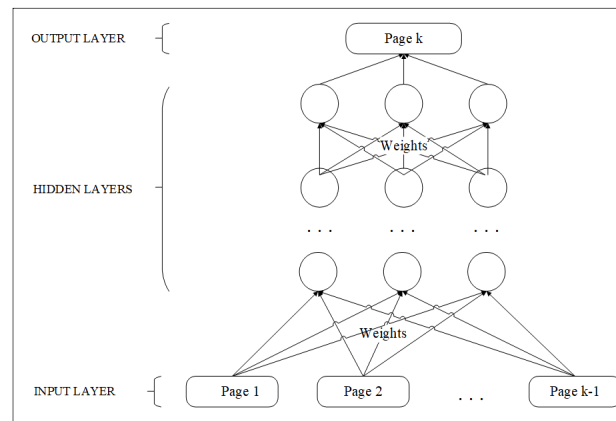 OUTPUT LAYER
Page k
Weights
HIDDEN LAYERS
. . .
. . .
Weights
INPUT LAYER
Page 1
Page 2
. . .
Page k-1